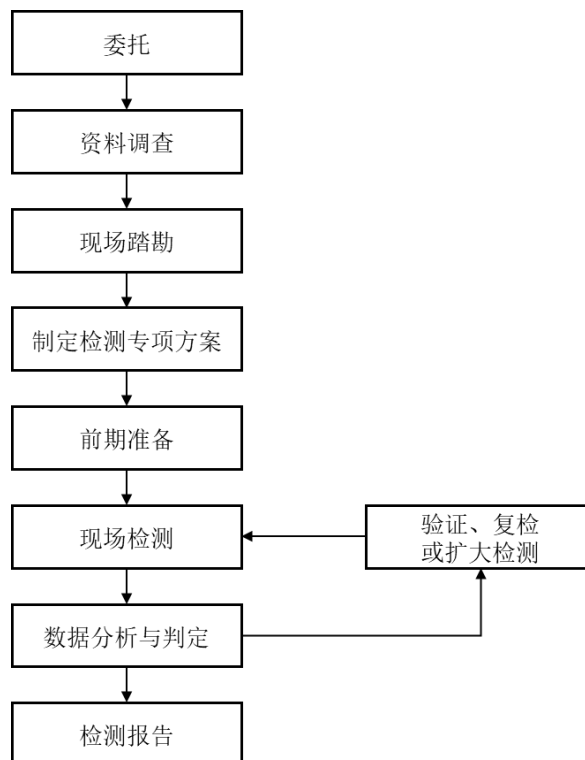 委托
资料调查
现场踏勘
制定检测专项方案
前期准备
现场检测
验证、复检
或扩大检测
数据分析与判定
检测报告